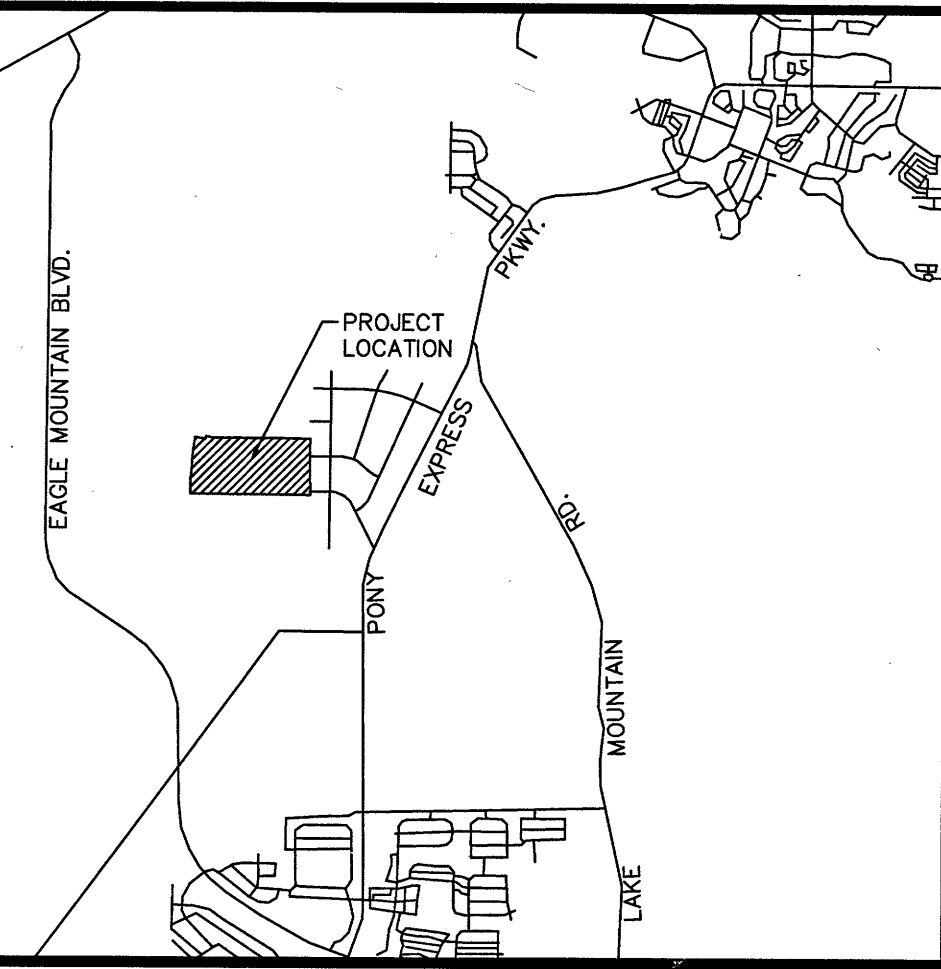 EAGLE MOUNTAIN BLVD.
PROJECT
LOCATION
PONY
EXPRESS
PKWY.
LAKE
MOUNTAIN
RD.